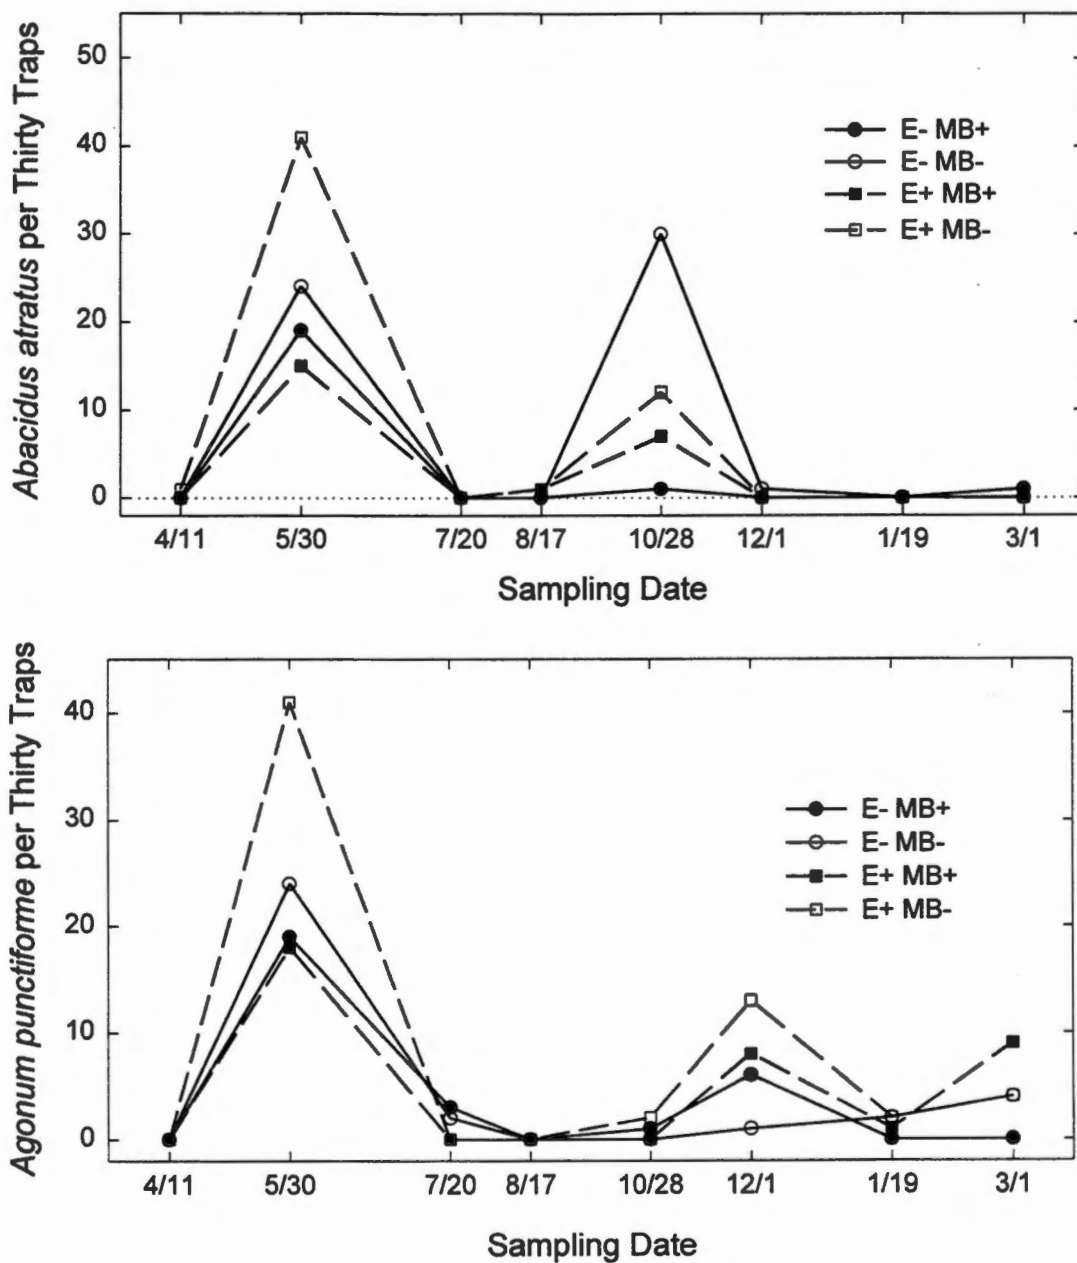 Abacidus atratus per Thirty Traps
50
40
30
20
10
0
E- MB+
E- MB-
E+ MB+
E+ MB-
4/11 5/30 7/20 8/17 10/28 12/1 1/19 3/1
Sampling Date
Agonum punctiforme per Thirty Traps
40
30
20
10
0
E- MB+
E- MB-
E+ MB+
E+ MB-
4/11 5/30 7/20 8/17 10/28 12/1 1/19 3/1
Sampling Date